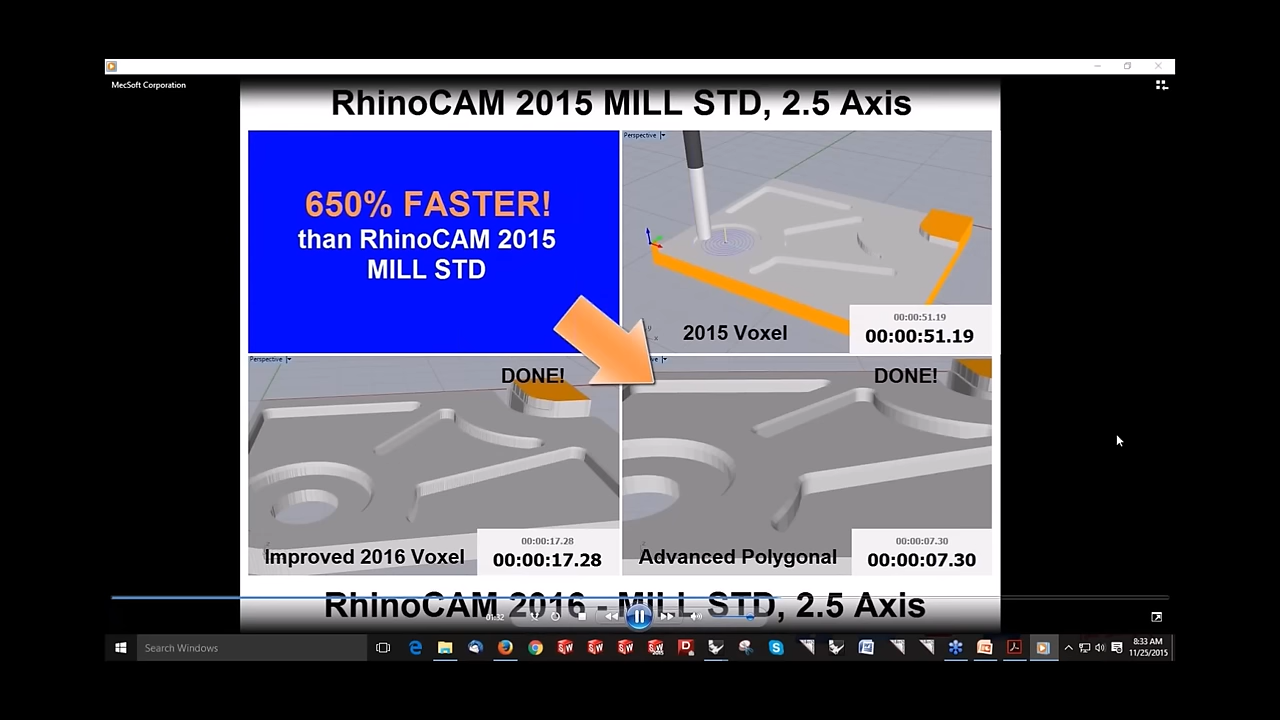 MecSoft Corporation
RhinoCAM 2015 MILL STD, 2.5 Axis
650% FASTER!
than RhinoCAM 2015
MILL STD
Perspective
2015 Voxel
00:00:51.19
00:00:51.19
Perspective
DONE!
Improved 2016 Voxel
00:00:17.28
00:00:17.28
DONE!
Advanced Polygonal
00:00:07.30
00:00:07.30
RhinoCAM 2016 - MILL STD, 2.5 Axis
01:32
Search Windows
8:33 AM
11/25/2015